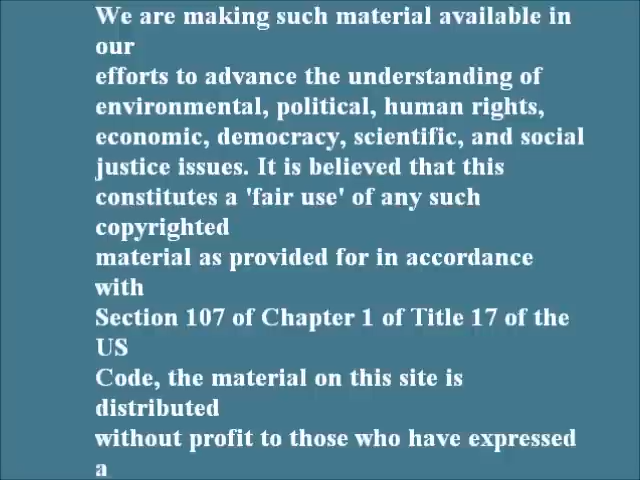 We are making such material available in
our
efforts to advance the understanding of
environmental, political, human rights,
economic, democracy, scientific, and social
justice issues. It is believed that this
constitutes a 'fair use' of any such
copyrighted
material as provided for in accordance
with
Section 107 of Chapter 1 of Title 17 of the
US
Code, the material on this site is
distributed
without profit to those who have expressed
a